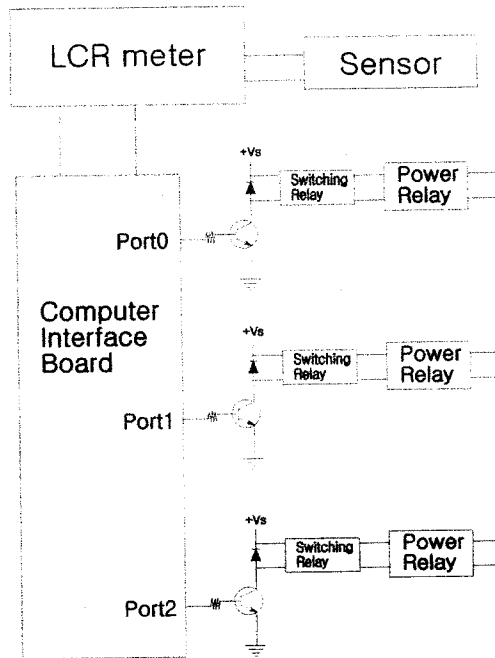 LCR meter
Sensor
+Vs
Switching
Relay
Power
Relay
Port0
Computer
Interface
Board
+Vs
Switching
Relay
Power
Relay
Port1
+Vs
Switching
Relay
Power
Relay
Port2